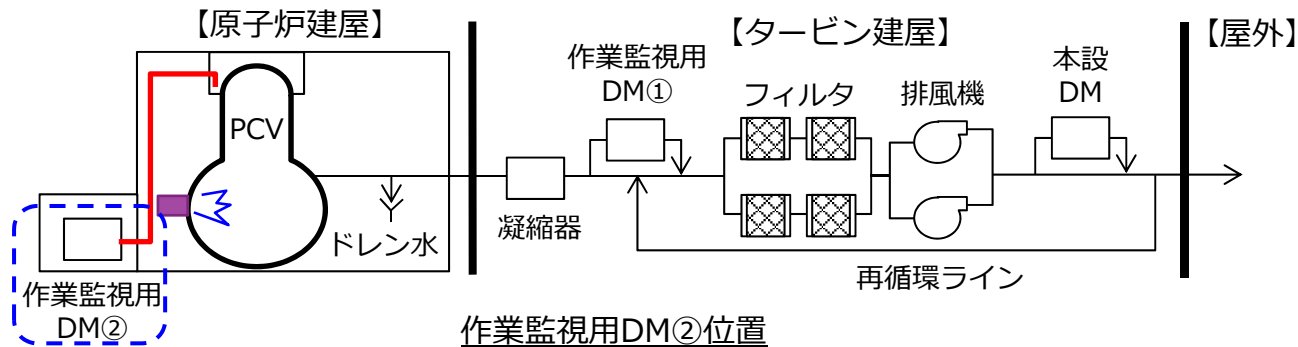 【原子炉建屋】
【タービン建屋】
【屋外】
作業監視用
DM①
フィルタ
排風機
本設
DM
PCV
ドレン水
凝縮器
再循環ライン
作業監視用
DM②
作業監視用DM②位置